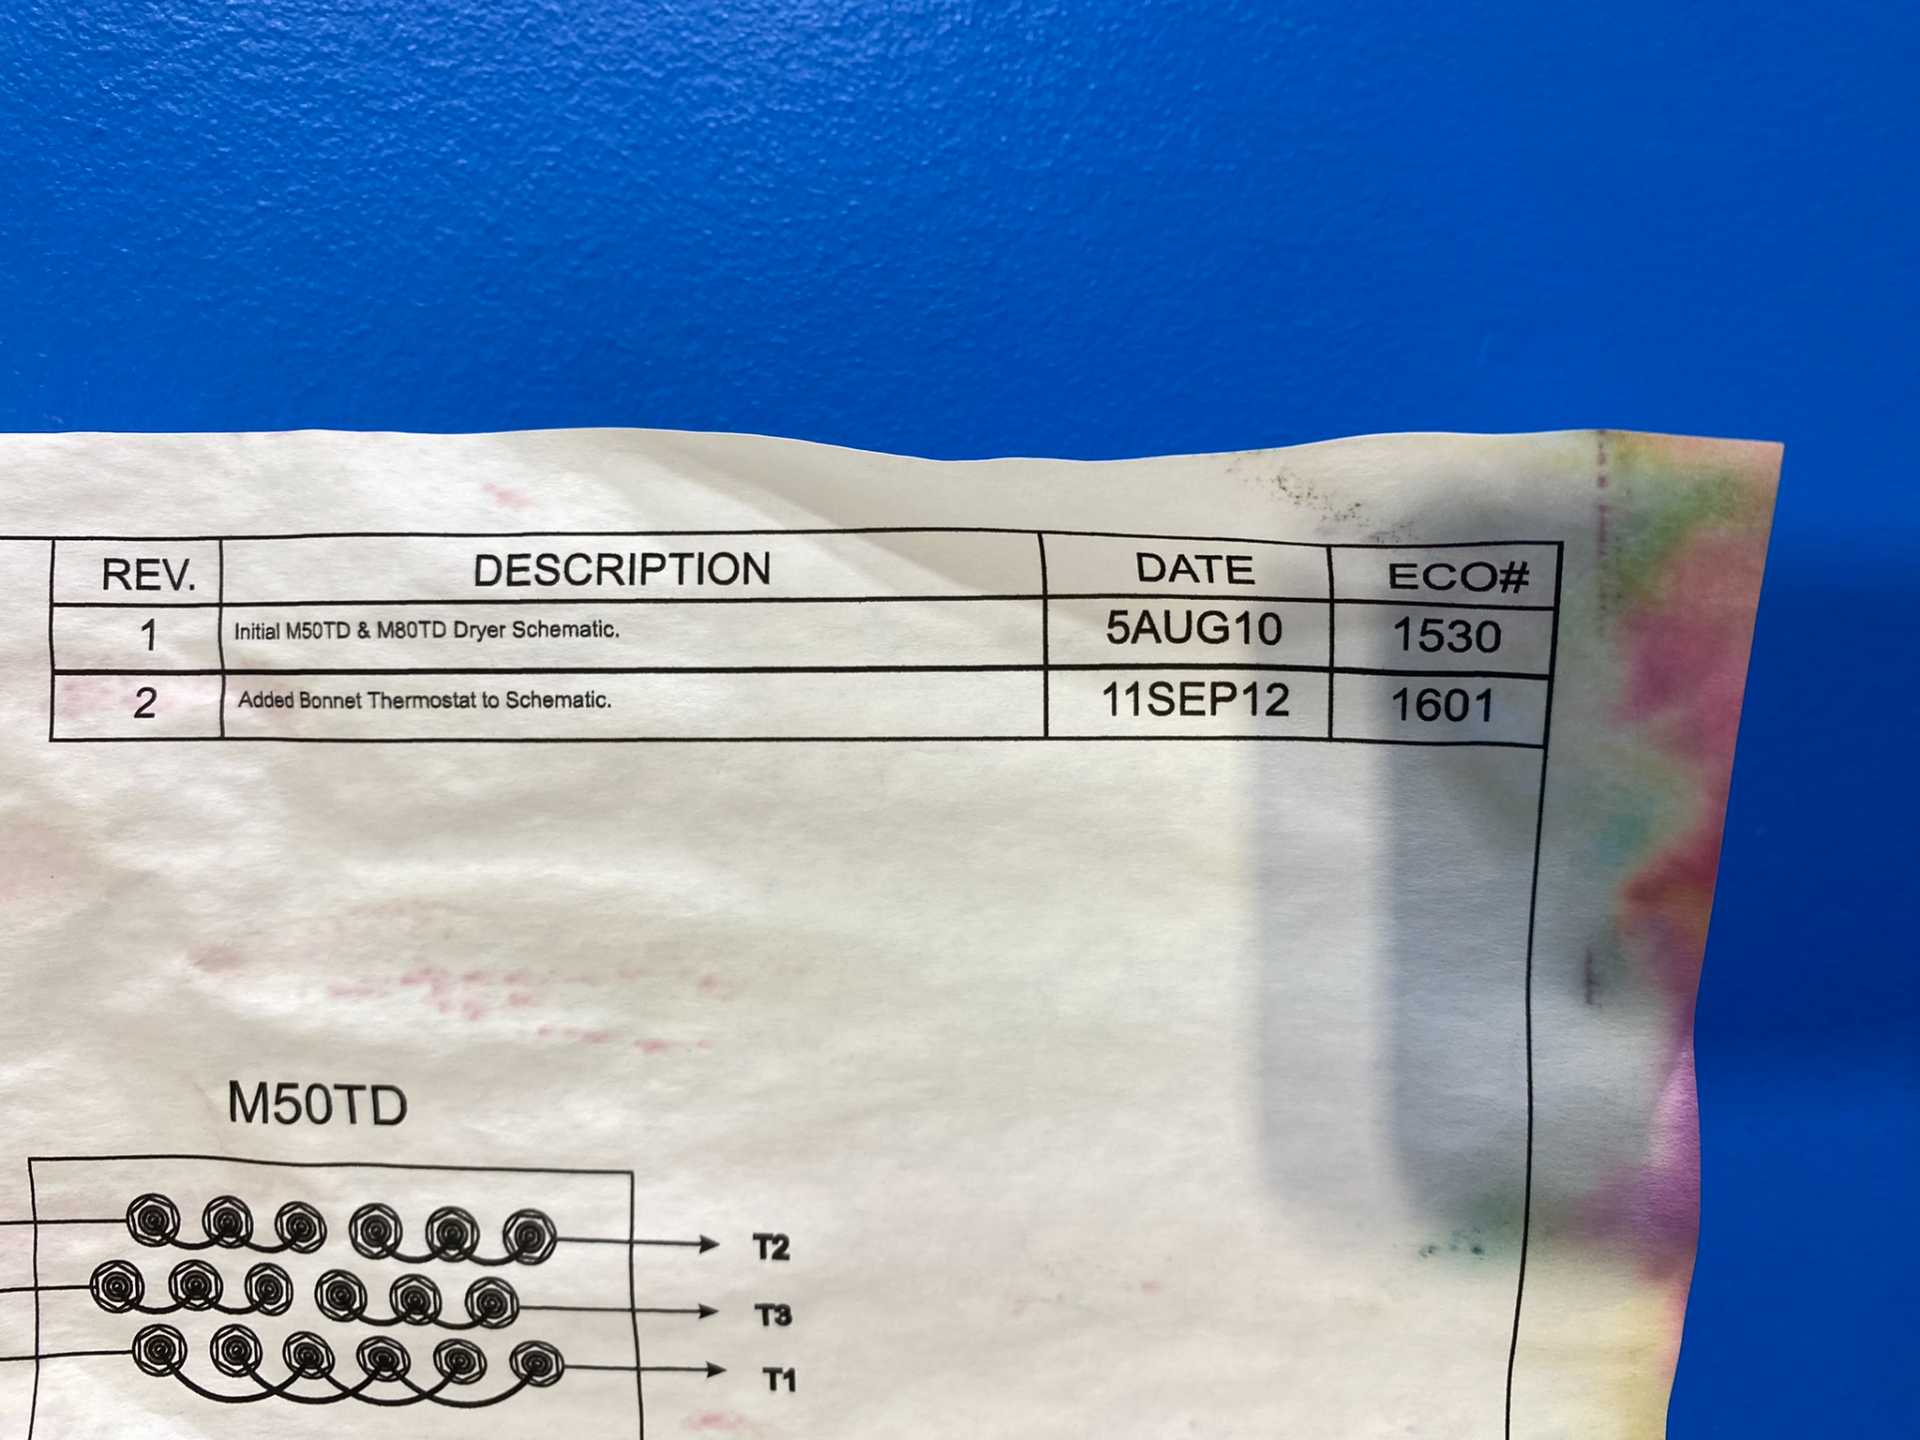 REV. DESCRIPTION DATE ECO#
1 Initial M50TD & M80TD Dryer Schematic. 5AUG10 1530
2 Added Bonnet Thermostat to Schematic. 11SEP12 1601
M50TD
T2
T3
T1